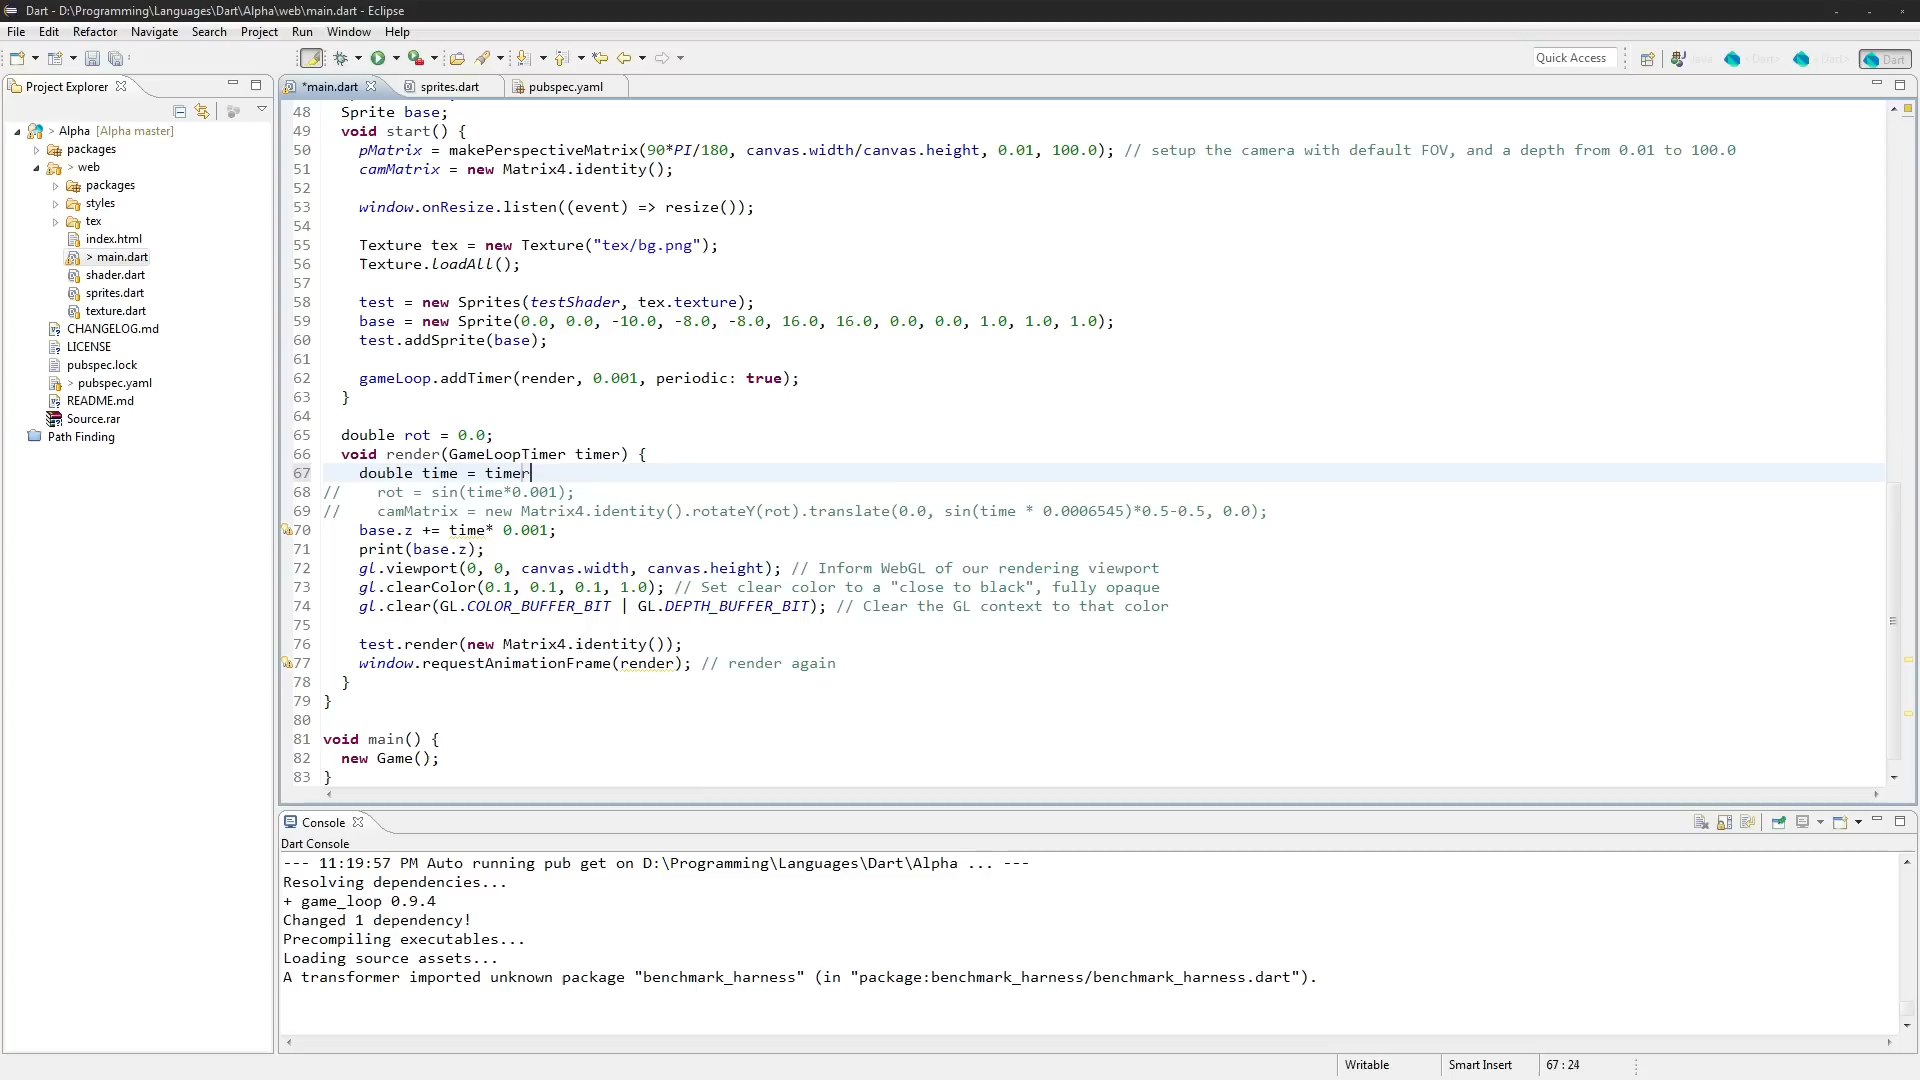 Dart - D:\Programming\Languages\Dart\Alpha\web\main.dart - Eclipse
File Edit Refactor Navigate Search Project Run Window Help
Quick Access
Dart
Project Explorer
*main.dart
sprites.dart
pubspec.yaml
> Alpha [Alpha master]
packages
> web
packages
styles
tex
index.html
> main.dart
shader.dart
sprites.dart
texture.dart
CHANGELOG.md
LICENSE
pubspec.lock
> pubspec.yaml
README.md
Source.rar
Path Finding
48 Sprite base;
49 void start() {
50 pMatrix = makePerspectiveMatrix(90*PI/180, canvas.width/canvas.height, 0.01, 100.0); // setup the camera with default FOV, and a depth from 0.01 to 100.0
51 camMatrix = new Matrix4.identity();
52
53 window.onResize.listen((event) => resize());
54
55 Texture tex = new Texture("tex/bg.png");
56 Texture.loadAll();
57
58 test = new Sprites(testShader, tex.texture);
59 base = new Sprite(0.0, 0.0, -10.0, -8.0, -8.0, 16.0, 16.0, 0.0, 0.0, 1.0, 1.0, 1.0);
60 test.addSprite(base);
61
62 gameLoop.addTimer(render, 0.001, periodic: true);
63 }
64
65 double rot = 0.0;
66 void render(GameLoopTimer timer) {
67 double time = timer
68 // rot = sin(time*0.001);
69 // camMatrix = new Matrix4.identity().rotateY(rot).translate(0.0, sin(time * 0.0006545)*0.5-0.5, 0.0);
70 base.z += time* 0.001;
71 print(base.z);
72 gl.viewport(0, 0, canvas.width, canvas.height); // Inform WebGL of our rendering viewport
73 gl.clearColor(0.1, 0.1, 0.1, 1.0); // Set clear color to a "close to black", fully opaque
74 gl.clear(GL.COLOR_BUFFER_BIT | GL.DEPTH_BUFFER_BIT); // Clear the GL context to that color
75
76 test.render(new Matrix4.identity());
77 window.requestAnimationFrame(render); // render again
78 }
79 }
80
81 void main() {
82 new Game();
83 }
Console
Dart Console
--- 11:19:57 PM Auto running pub get on D:\Programming\Languages\Dart\Alpha ... ---
Resolving dependencies...
+ game_loop 0.9.4
Changed 1 dependency!
Precompiling executables...
Loading source assets...
A transformer imported unknown package "benchmark_harness" (in "package:benchmark_harness/benchmark_harness.dart").
Writable
Smart Insert
67 : 24